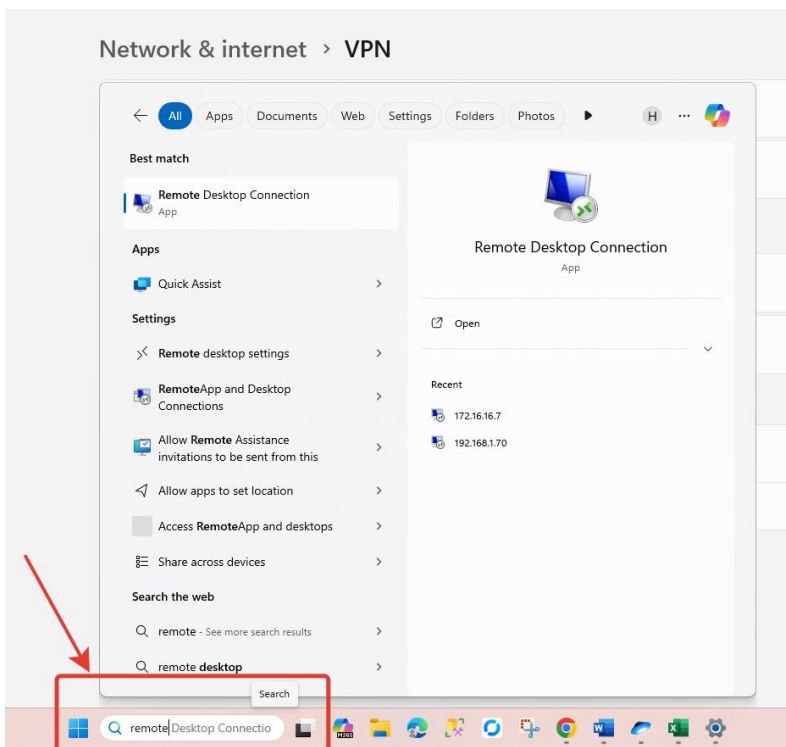 Network & internet > VPN
All Apps Documents Web Settings Folders Photos H ...
Best match
Remote Desktop Connection
App
Apps
Quick Assist
Settings
Remote desktop settings
RemoteApp and Desktop
Connections
Allow Remote Assistance
invitations to be sent from this
Allow apps to set location
Access RemoteApp and desktops
Share across devices
Search the web
remote - See more search results
remote desktop
Remote Desktop Connection
App
Open
Recent
172.16.16.7
192.168.1.70
Search
remote Desktop Connectio
M365